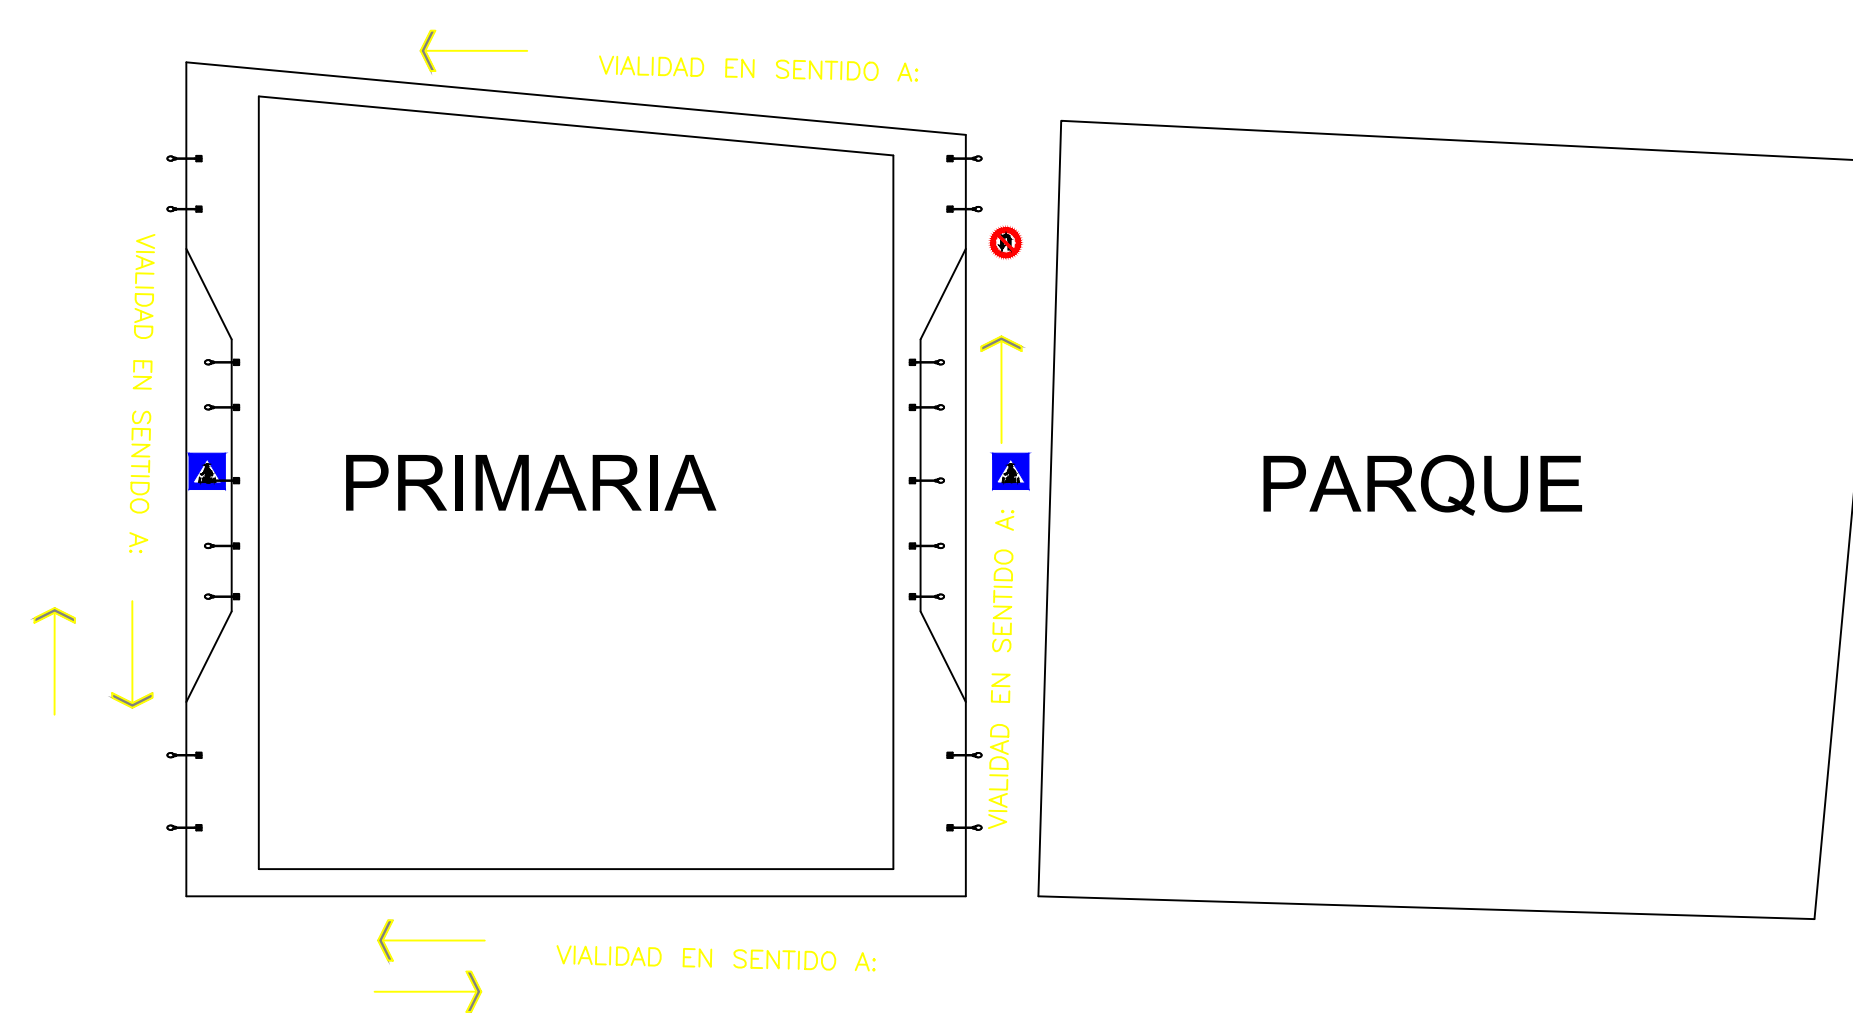 VIALIDAD EN SENTIDO A:
VIALIDAD EN SENTIDO A:
PRIMARIA
VIALIDAD EN SENTIDO A:
PARQUE
VIALIDAD EN SENTIDO A: